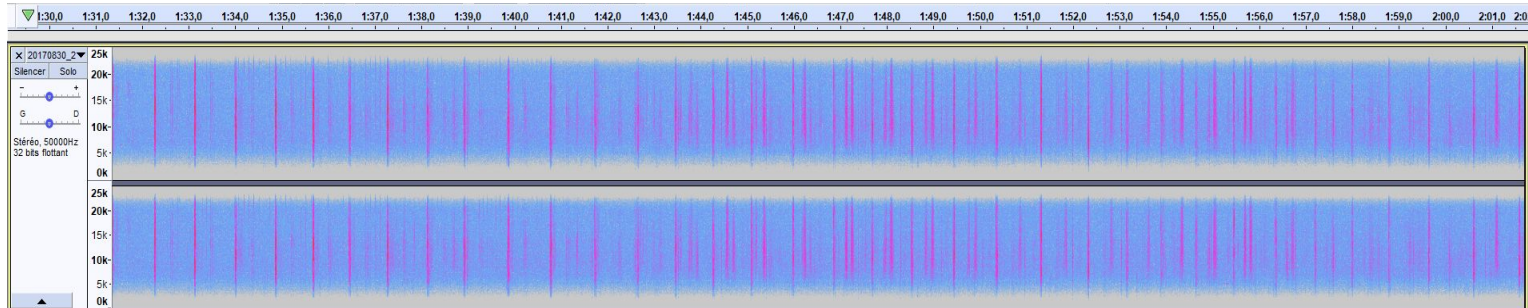 1:30,0 1:31,0 1:32,0 1:33,0 1:34,0 1:35,0 1:36,0 1:37,0 1:38,0 1:39,0 1:40,0 1:41,0 1:42,0 1:43,0 1:44,0 1:45,0 1:46,0 1:47,0 1:48,0 1:49,0 1:50,0 1:51,0 1:52,0 1:53,0 1:54,0 1:55,0 1:56,0 1:57,0 1:58,0 1:59,0 2:00,0 2:01,0 2:0
x 20170830_2 25k
Silencer Solo 20k
- + 15k
G D 10k
Stéréo, 50000Hz 5k
32 bits flottant
0k
25k
20k
15k
10k
5k
0k